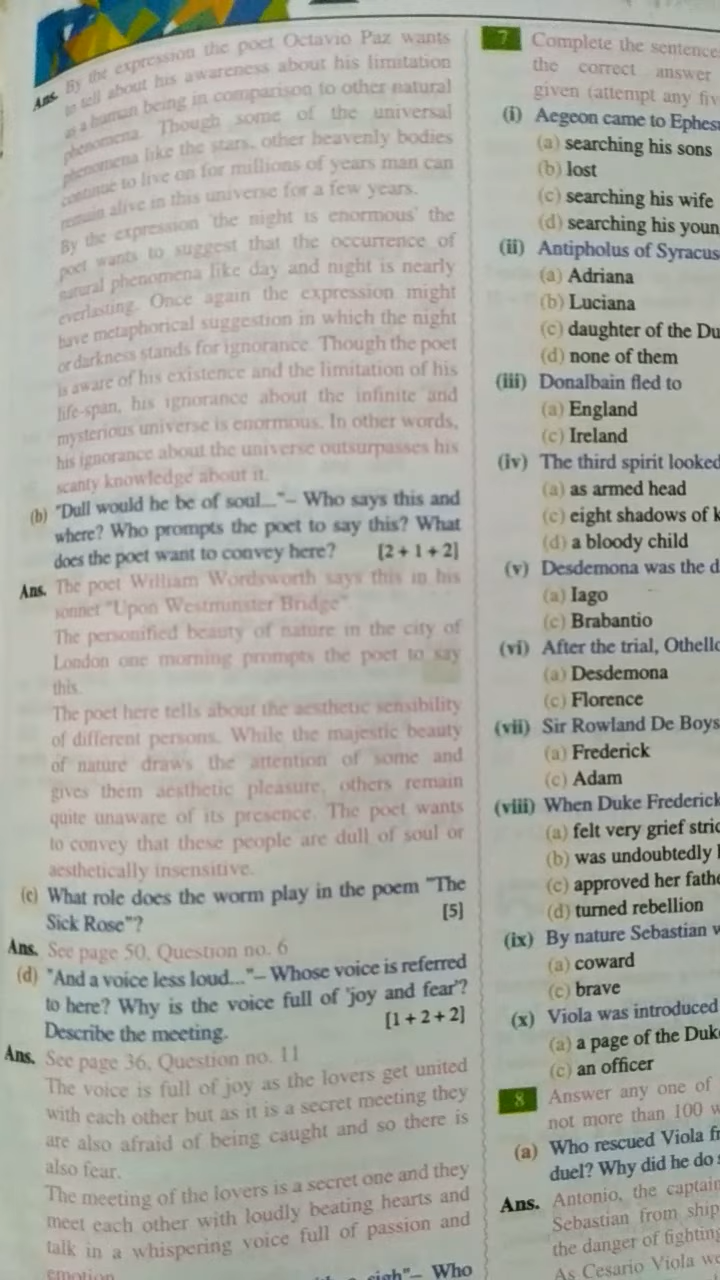 Ans. By the expression the poet Octavio Paz wants
to tell about his awareness about his limitation
as a human being in comparison to other natural
phenomena. Though some of the universal
phenomena like the stars, other heavenly bodies
continue to live on for millions of years man can
remain alive in this universe for a few years.
By the expression 'the night is enormous' the
poet wants to suggest that the occurrence of
natural phenomena like day and night is nearly
everlasting. Once again the expression might
have metaphorical suggestion in which the night
or darkness stands for ignorance. Though the poet
is aware of his existence and the limitation of his
life-span, his ignorance about the infinite and
mysterious universe is enormous. In other words,
his ignorance about the universe outsurpasses his
scanty knowledge about it.
(b) "Dull would he be of soul..."– Who says this and
where? Who prompts the poet to say this? What
does the poet want to convey here? [2 + 1 + 2]
Ans. The poet William Wordsworth says this in his
sonnet "Upon Westminster Bridge"
The personified beauty of nature in the city of
London one morning prompts the poet to say
this.
The poet here tells about the aesthetic sensibility
of different persons. While the majestic beauty
of nature draws the attention of some and
gives them aesthetic pleasure, others remain
quite unaware of its presence. The poet wants
to convey that these people are dull of soul or
aesthetically insensitive.
(c) What role does the worm play in the poem "The
Sick Rose"? [5]
Ans. See page 50, Question no. 6
(d) "And a voice less loud..."– Whose voice is referred
to here? Why is the voice full of 'joy and fear'?
Describe the meeting. [1 + 2 + 2]
Ans. See page 36, Question no. 11
The voice is full of joy as the lovers get united
with each other but as it is a secret meeting they
are also afraid of being caught and so there is
also fear.
The meeting of the lovers is a secret one and they
meet each other with loudly beating hearts and
talk in a whispering voice full of passion and
emotion
sigh"– Who
7 Complete the sentence
the correct answer
given (attempt any fiv
(i) Aegeon came to Ephes
(a) searching his sons
(b) lost
(c) searching his wife
(d) searching his youn
(ii) Antipholus of Syracus
(a) Adriana
(b) Luciana
(c) daughter of the Du
(d) none of them
(iii) Donalbain fled to
(a) England
(c) Ireland
(iv) The third spirit looked
(a) as armed head
(c) eight shadows of k
(d) a bloody child
(v) Desdemona was the d
(a) Iago
(c) Brabantio
(vi) After the trial, Othello
(a) Desdemona
(c) Florence
(vii) Sir Rowland De Boys
(a) Frederick
(c) Adam
(viii) When Duke Frederick
(a) felt very grief stric
(b) was undoubtedly
(c) approved her fathe
(d) turned rebellion
(ix) By nature Sebastian w
(a) coward
(c) brave
(x) Viola was introduced
(a) a page of the Duk
(c) an officer
8 Answer any one of
not more than 100 w
(a) Who rescued Viola fr
duel? Why did he do
Ans. Antonio, the captain
Sebastian from ship
the danger of fighting
As Cesario Viola w